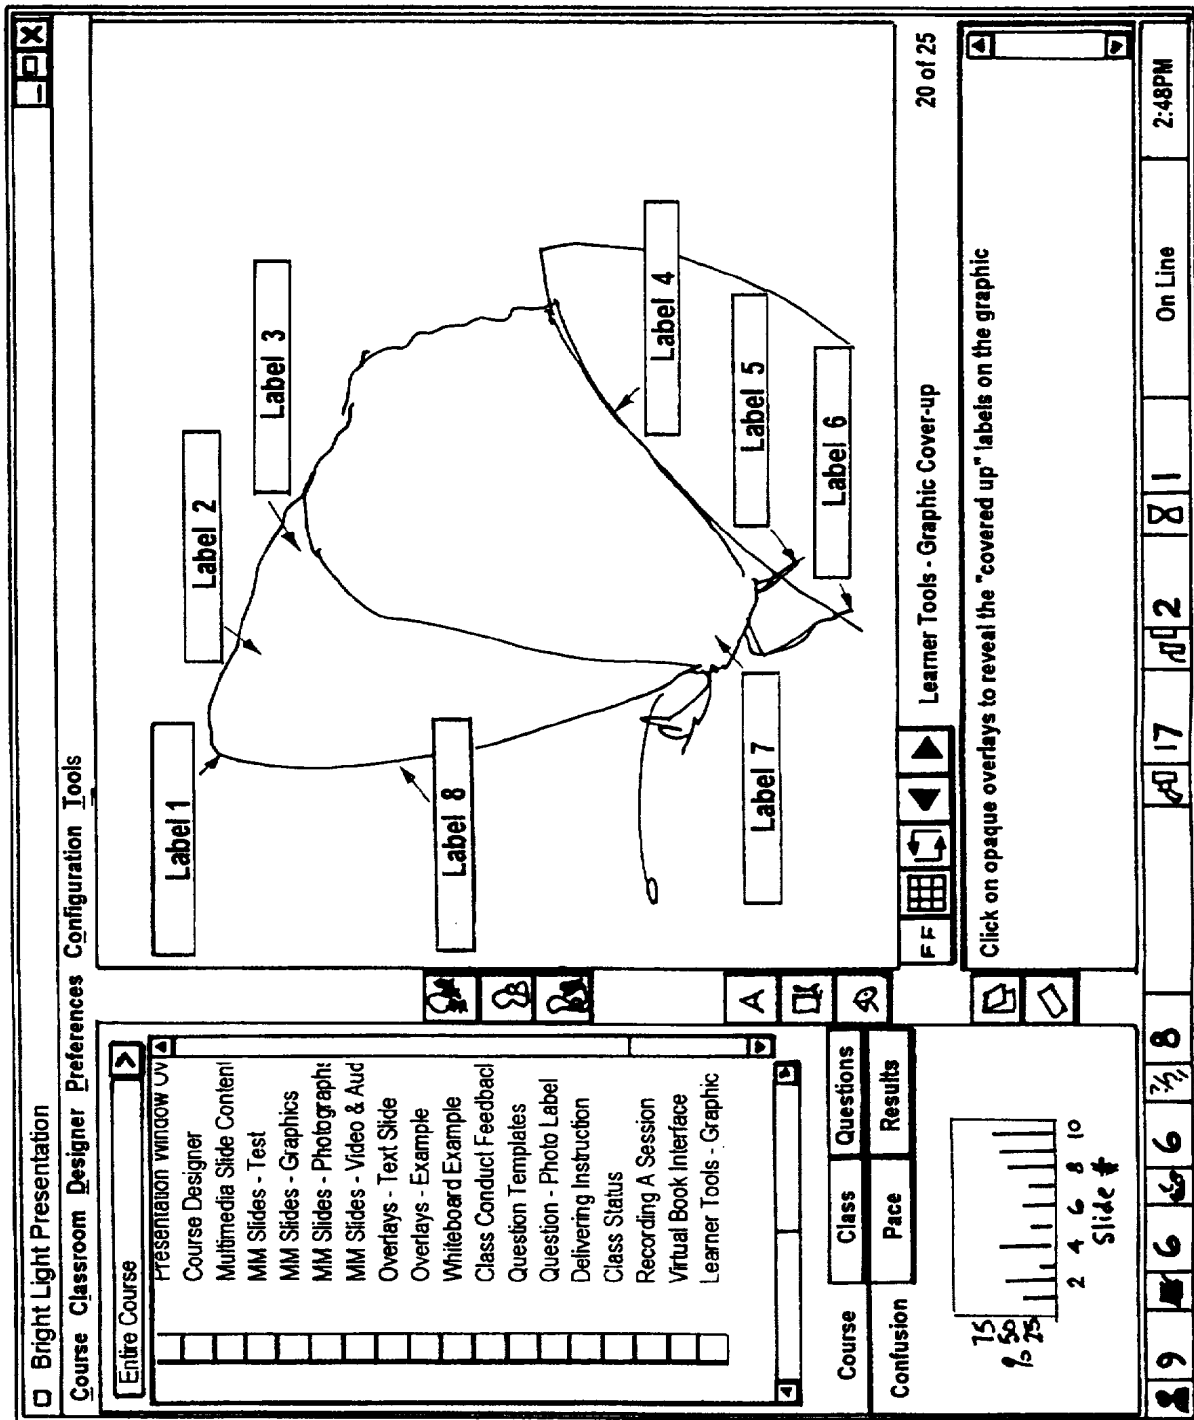 Bright Light Presentation
Course Classroom Designer Preferences Configuration Tools
Entire Course
Presentation Window Ov
Course Designer
Multimedia Slide Content
MM Slides - Test
MM Slides - Graphics
MM Slides - Photographs
MM Slides - Video & Aud
Overlays - Text Slide
Overlays - Example
Whiteboard Example
Class Conduct Feedback
Question Templates
Question - Photo Label
Delivering Instruction
Class Status
Recording A Session
Virtual Book Interface
Learner Tools - Graphic
Course Class Questions
Confusion Pace Results
75
% 50
25
2 4 6 8 10
Slide #
A
Label 1
Label 2
Label 3
Label 4
Label 5
Label 6
Label 7
Label 8
FF Learner Tools - Graphic Cover-up 20 of 25
Click on opaque overlays to reveal the "covered up" labels on the graphic
9 6 6 8 17 2 1 On Line 2:48PM